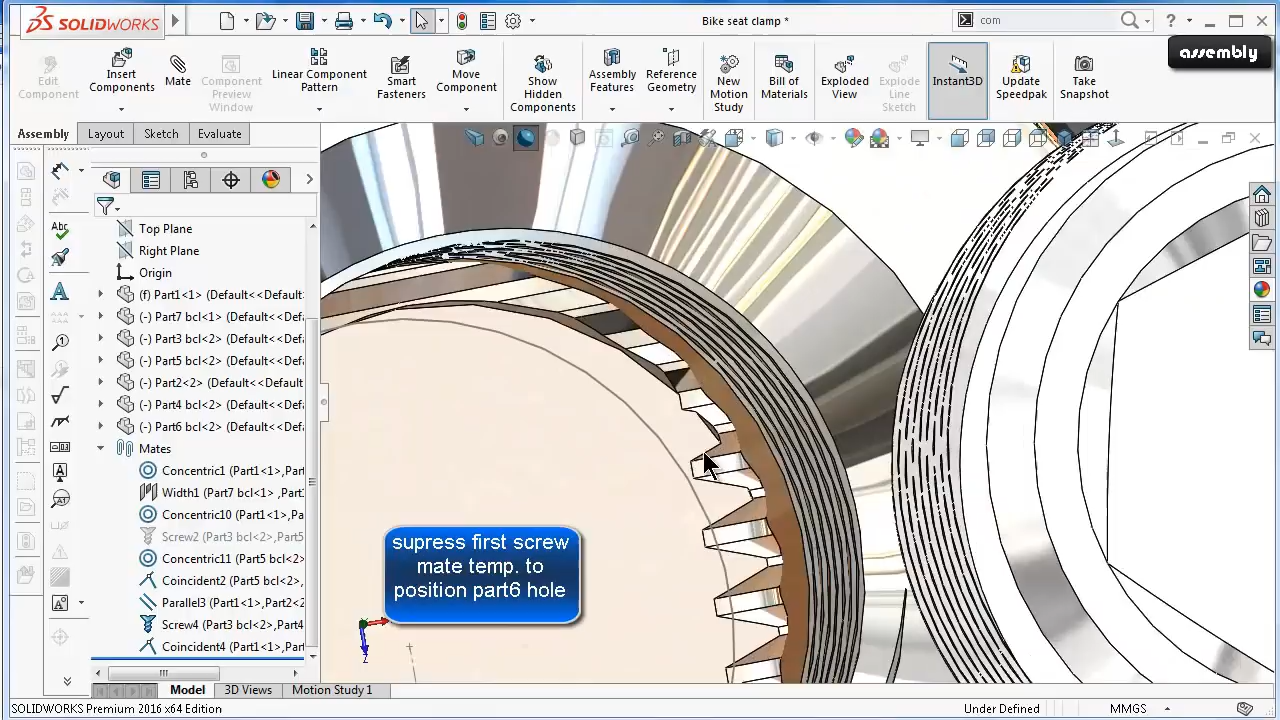 SOLIDWORKS
Bike seat clamp *
com
assembly
Edit Component
Insert Components
Mate
Component Preview Window
Linear Component Pattern
Smart Fasteners
Move Component
Show Hidden Components
Assembly Features
Reference Geometry
New Motion Study
Bill of Materials
Exploded View
Explode Line Sketch
Instant3D
Update Speedpak
Take Snapshot
Assembly
Layout
Sketch
Evaluate
Top Plane
Right Plane
Origin
(f) Part1<1> (Default<<Default
(-) Part7 bcl<1> (Default<<Def
(-) Part3 bcl<2> (Default<<Def
(-) Part5 bcl<2> (Default<<Def
(-) Part2<2> (Default<<Default
(-) Part4 bcl<2> (Default<<Def
(-) Part6 bcl<2> (Default<<Def
Mates
Concentric1 (Part1<1>,Par
Width1 (Part7 bcl<1> ,Part
Concentric10 (Part1<1>,Pa
Screw2 (Part3 bcl<2>,Part
Concentric11 (Part5 bcl<2>
Coincident2 (Part5 bcl<2>,
Parallel3 (Part1<1>,Part2<2
Screw4 (Part3 bcl<2>,Part4
Coincident4 (Part1<1>,Par
supress first screw
mate temp. to
position part6 hole
Z
Model
3D Views
Motion Study 1
SOLIDWORKS Premium 2016 x64 Edition
Under Defined
MMGS